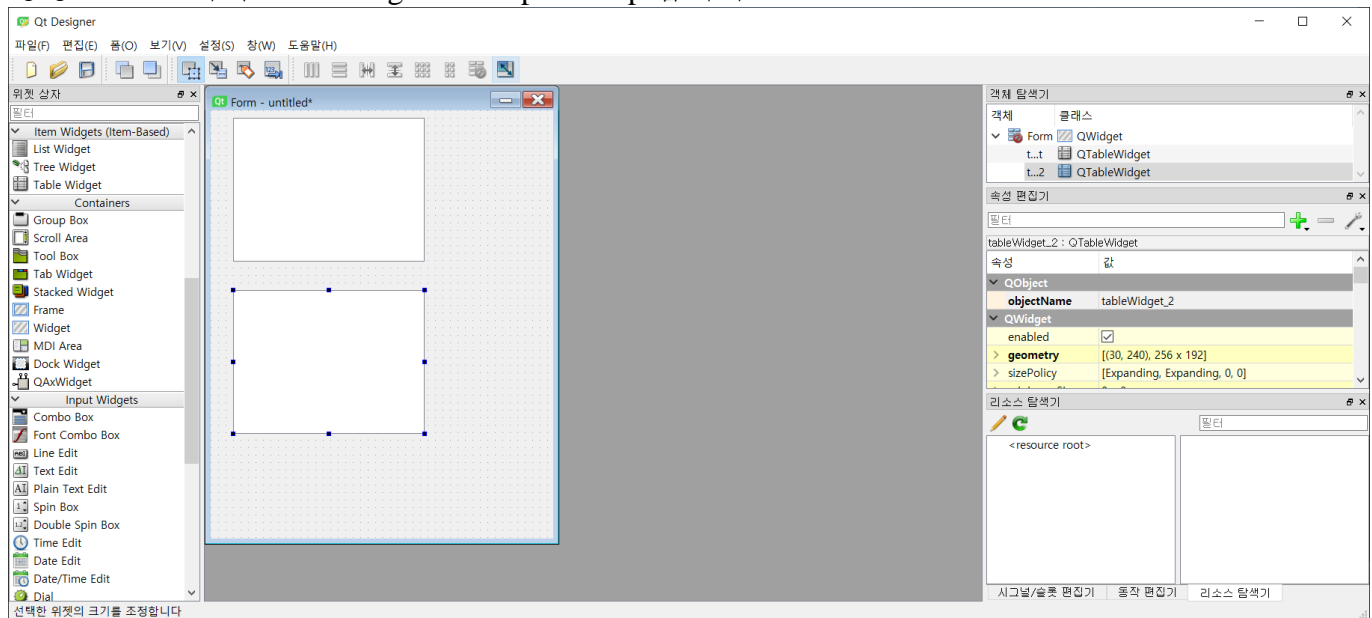 Qt Designer
파일(F) 편집(E) 폼(O) 보기(V) 설정(S) 창(W) 도움말(H)
위젯 상자
필터
Item Widgets (Item-Based)
List Widget
Tree Widget
Table Widget
Containers
Group Box
Scroll Area
Tool Box
Tab Widget
Stacked Widget
Frame
Widget
MDI Area
Dock Widget
QAxWidget
Input Widgets
Combo Box
Font Combo Box
Line Edit
Text Edit
Plain Text Edit
Spin Box
Double Spin Box
Time Edit
Date Edit
Date/Time Edit
Dial
선택한 위젯의 크기를 조정합니다
Form - untitled*
객체 탐색기
객체 클래스
Form QWidget
t...t QTableWidget
t...2 QTableWidget
속성 편집기
필터
tableWidget_2 : QTableWidget
속성 값
QObject
objectName tableWidget_2
QWidget
enabled
geometry [(30, 240), 256 x 192]
sizePolicy [Expanding, Expanding, 0, 0]
리소스 탐색기
필터
<resource root>
시그널/슬롯 편집기 동작 편집기 리소스 탐색기